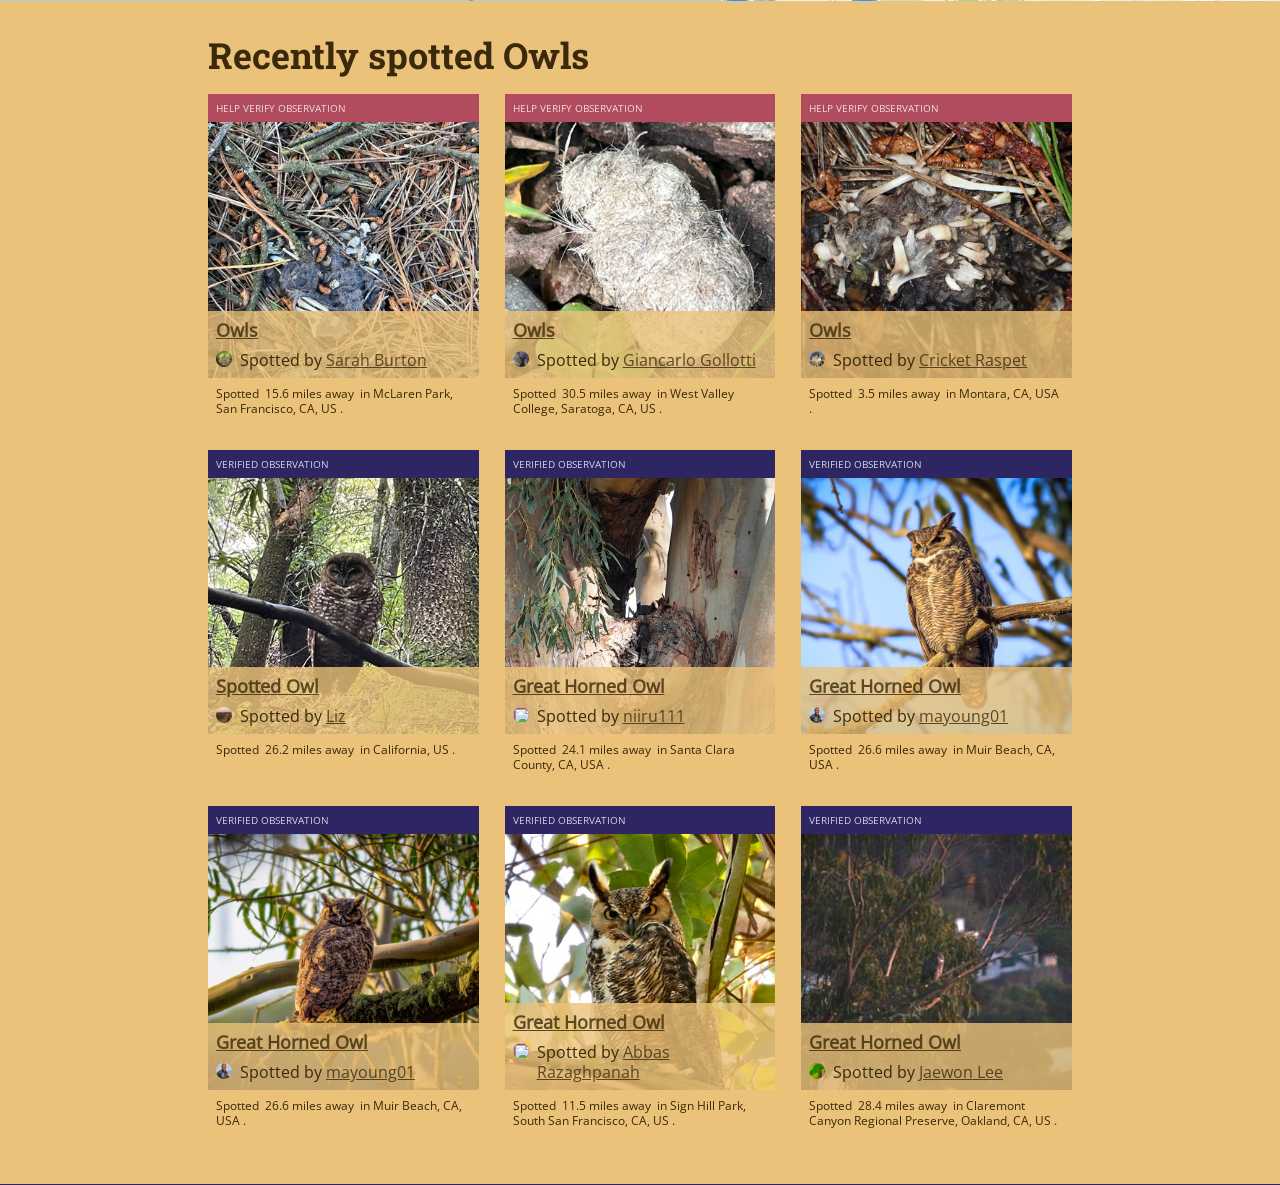 Recently spotted Owls
HELP VERIFY OBSERVATION
Owls
Spotted by Sarah Burton
Spotted 15.6 miles away in McLaren Park,
San Francisco, CA, US .
HELP VERIFY OBSERVATION
Owls
Spotted by Giancarlo Gollotti
Spotted 30.5 miles away in West Valley
College, Saratoga, CA, US .
HELP VERIFY OBSERVATION
Owls
Spotted by Cricket Raspet
Spotted 3.5 miles away in Montara, CA, USA
.
VERIFIED OBSERVATION
Spotted Owl
Spotted by Liz
Spotted 26.2 miles away in California, US .
VERIFIED OBSERVATION
Great Horned Owl
Spotted by niiru111
Spotted 24.1 miles away in Santa Clara
County, CA, USA .
VERIFIED OBSERVATION
Great Horned Owl
Spotted by mayoung01
Spotted 26.6 miles away in Muir Beach, CA,
USA .
VERIFIED OBSERVATION
Great Horned Owl
Spotted by mayoung01
Spotted 26.6 miles away in Muir Beach, CA,
USA .
VERIFIED OBSERVATION
Great Horned Owl
Spotted by Abbas
Razaghpanah
Spotted 11.5 miles away in Sign Hill Park,
South San Francisco, CA, US .
VERIFIED OBSERVATION
Great Horned Owl
Spotted by Jaewon Lee
Spotted 28.4 miles away in Claremont
Canyon Regional Preserve, Oakland, CA, US .